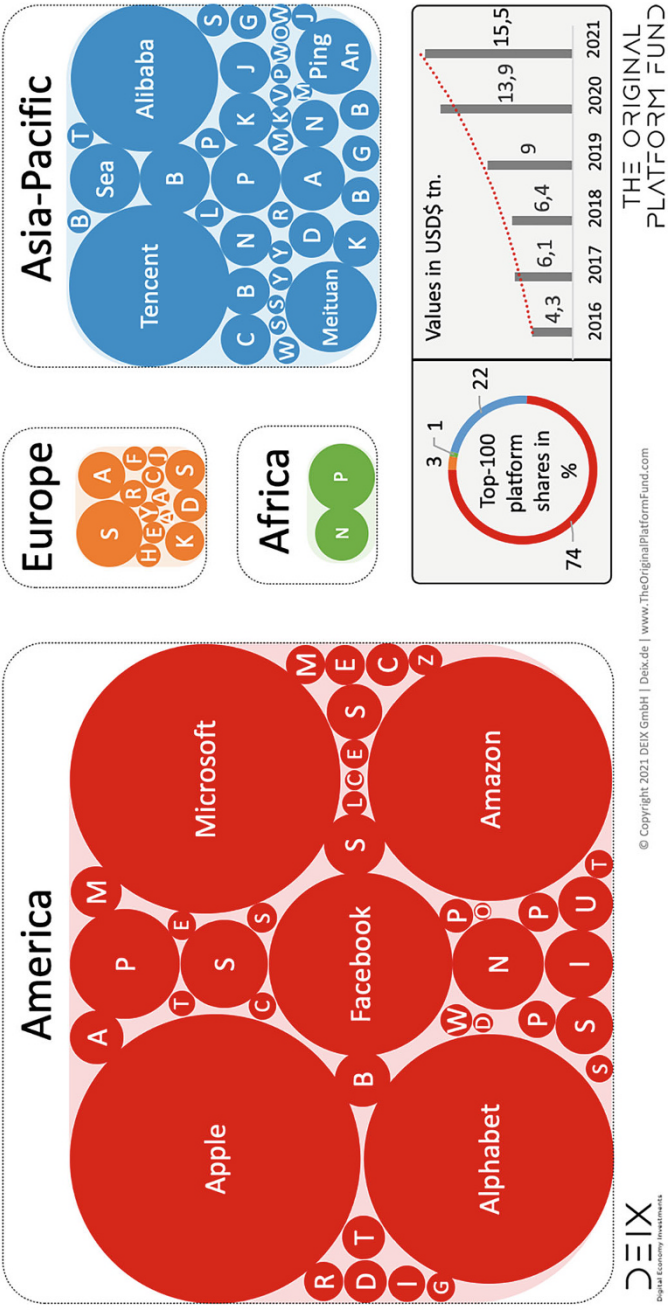 America
A
P
M
Apple
T
E
Microsoft
S
C
S
R
D
T
I
G
B
Facebook
S
L
C
E
S
M
E
C
Z
Alphabet
W
D
N
P
O
Amazon
P
P
S
S
I
U
T
Europe
S
A
R
F
H
E
Y
A
A
C
J
K
D
S
Africa
N
P
Asia-Pacific
B
T
Sea
Tencent
B
Alibaba
L
P
S
C
B
N
P
K
J
G
W
S
S
Y
Y
R
M
K
V
P
W
O
W
J
Meituan
D
A
N
M
Ping
An
K
B
G
B
3
1
22
Top-100
platform
shares in
%
74
Values in USD$ tn.
4,3
6,1
6,4
9
13,9
15,5
2016
2017
2018
2019
2020
2021
DEIX
Digital Economy Investments
© Copyright 2021 DEIX GmbH | Deix.de | www.TheOriginalPlatformFund.com
THE ORIGINAL
PLATFORM FUND